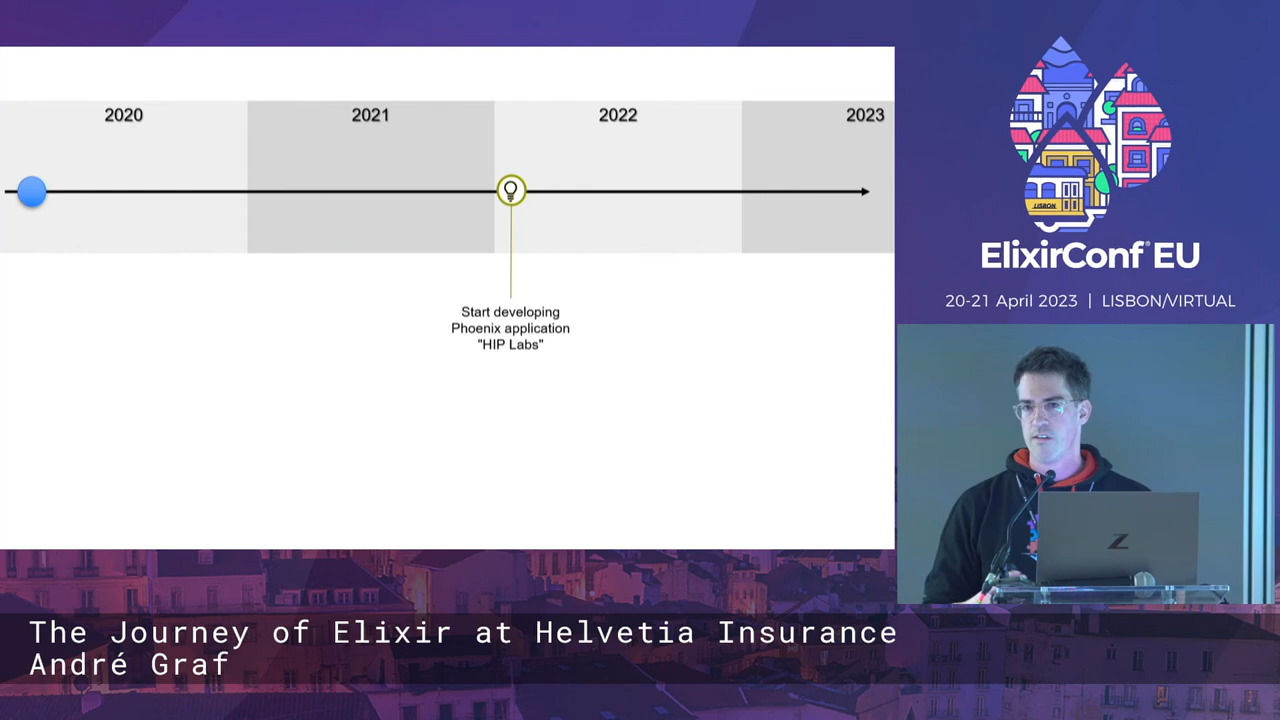 2020
2021
2022
2023
Start developing
Phoenix application
"HIP Labs"
LISBON
ElixirConf® EU
20-21 April 2023 | LISBON/VIRTUAL
The Journey of Elixir at Helvetia Insurance
André Graf